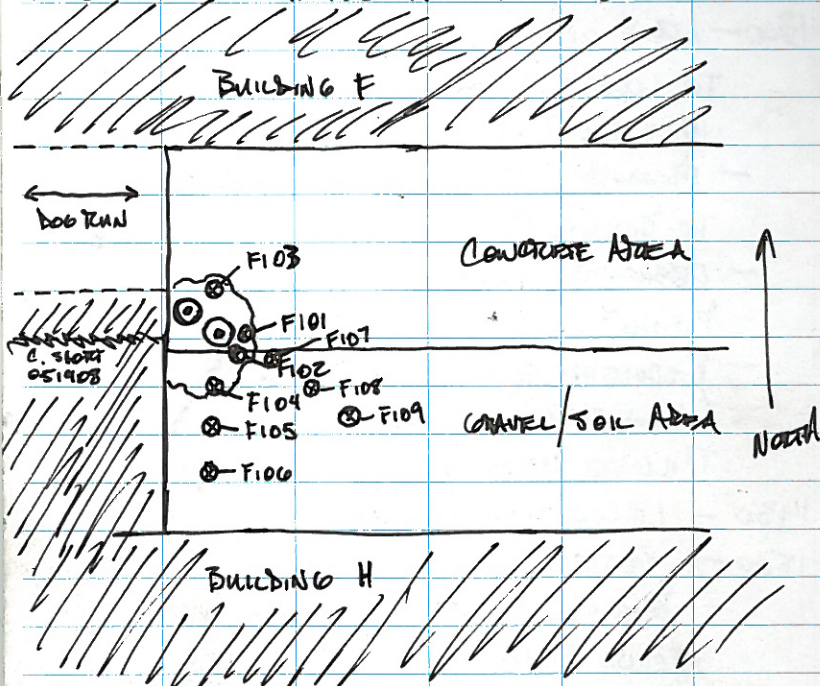 BUILDING F
DOG RUN
CONCRETE AREA
F103
F101
F107
F102
F108
F104
F109
GRAVEL/SOIL AREA
NORTH
F105
F106
051908
BUILDING H